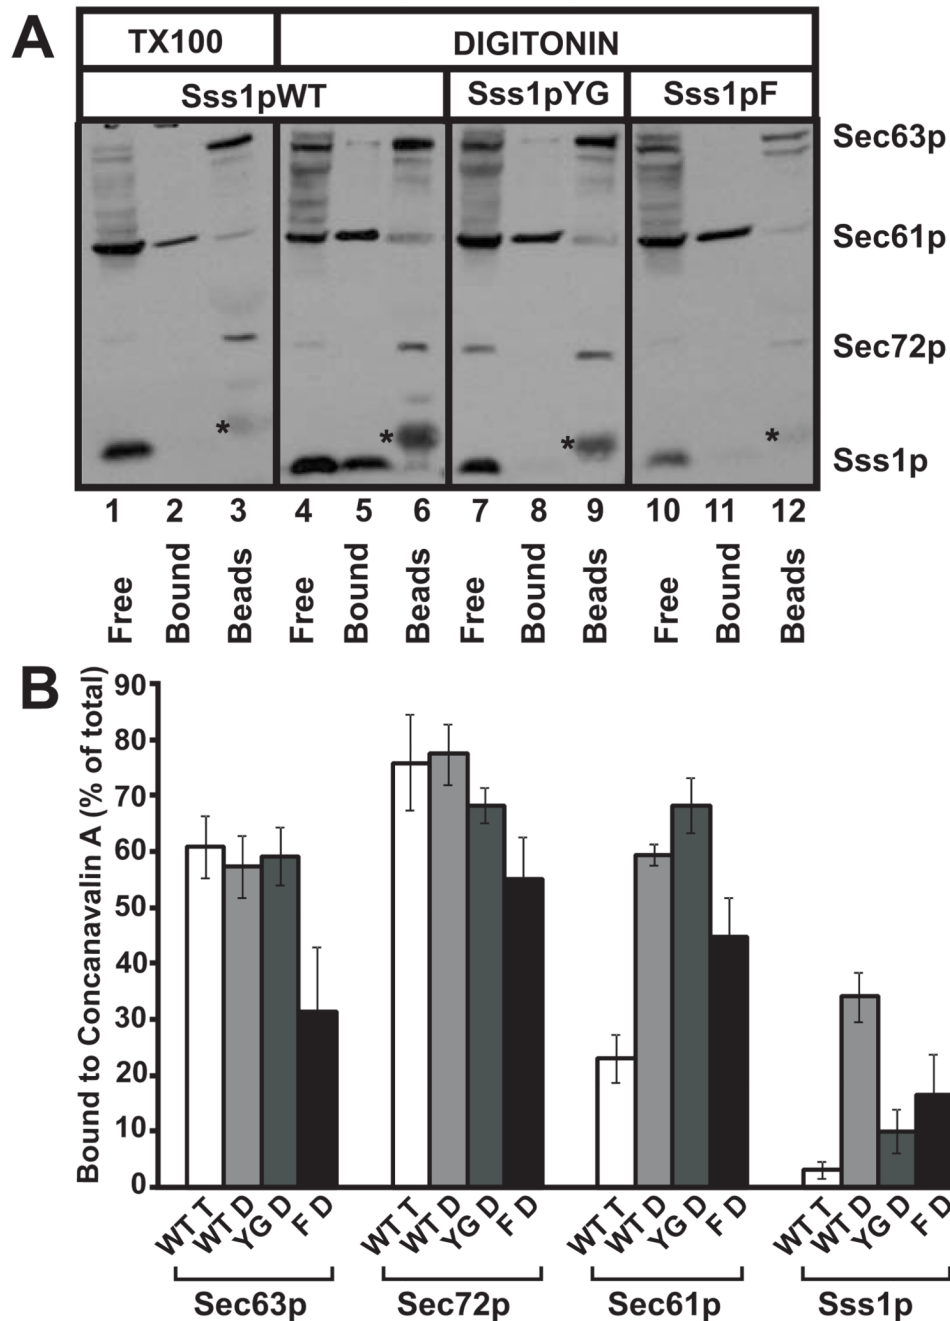 A
TX100 DIGITONIN
Sss1pWT Sss1pYG Sss1pF
Sec63p
Sec61p
Sec72p
* * * *
Sss1p
1 2 3 4 5 6 7 8 9 10 11 12
Free Bound Beads Free Bound Beads Free Bound Beads Free Bound Beads
B
Bound to Concanavalin A (% of total)
90
80
70
60
50
40
30
20
10
0
WT T WT D YG D F D WT T WT D YG D F D WT T WT D YG D F D WT T WT D YG D F D
Sec63p Sec72p Sec61p Sss1p